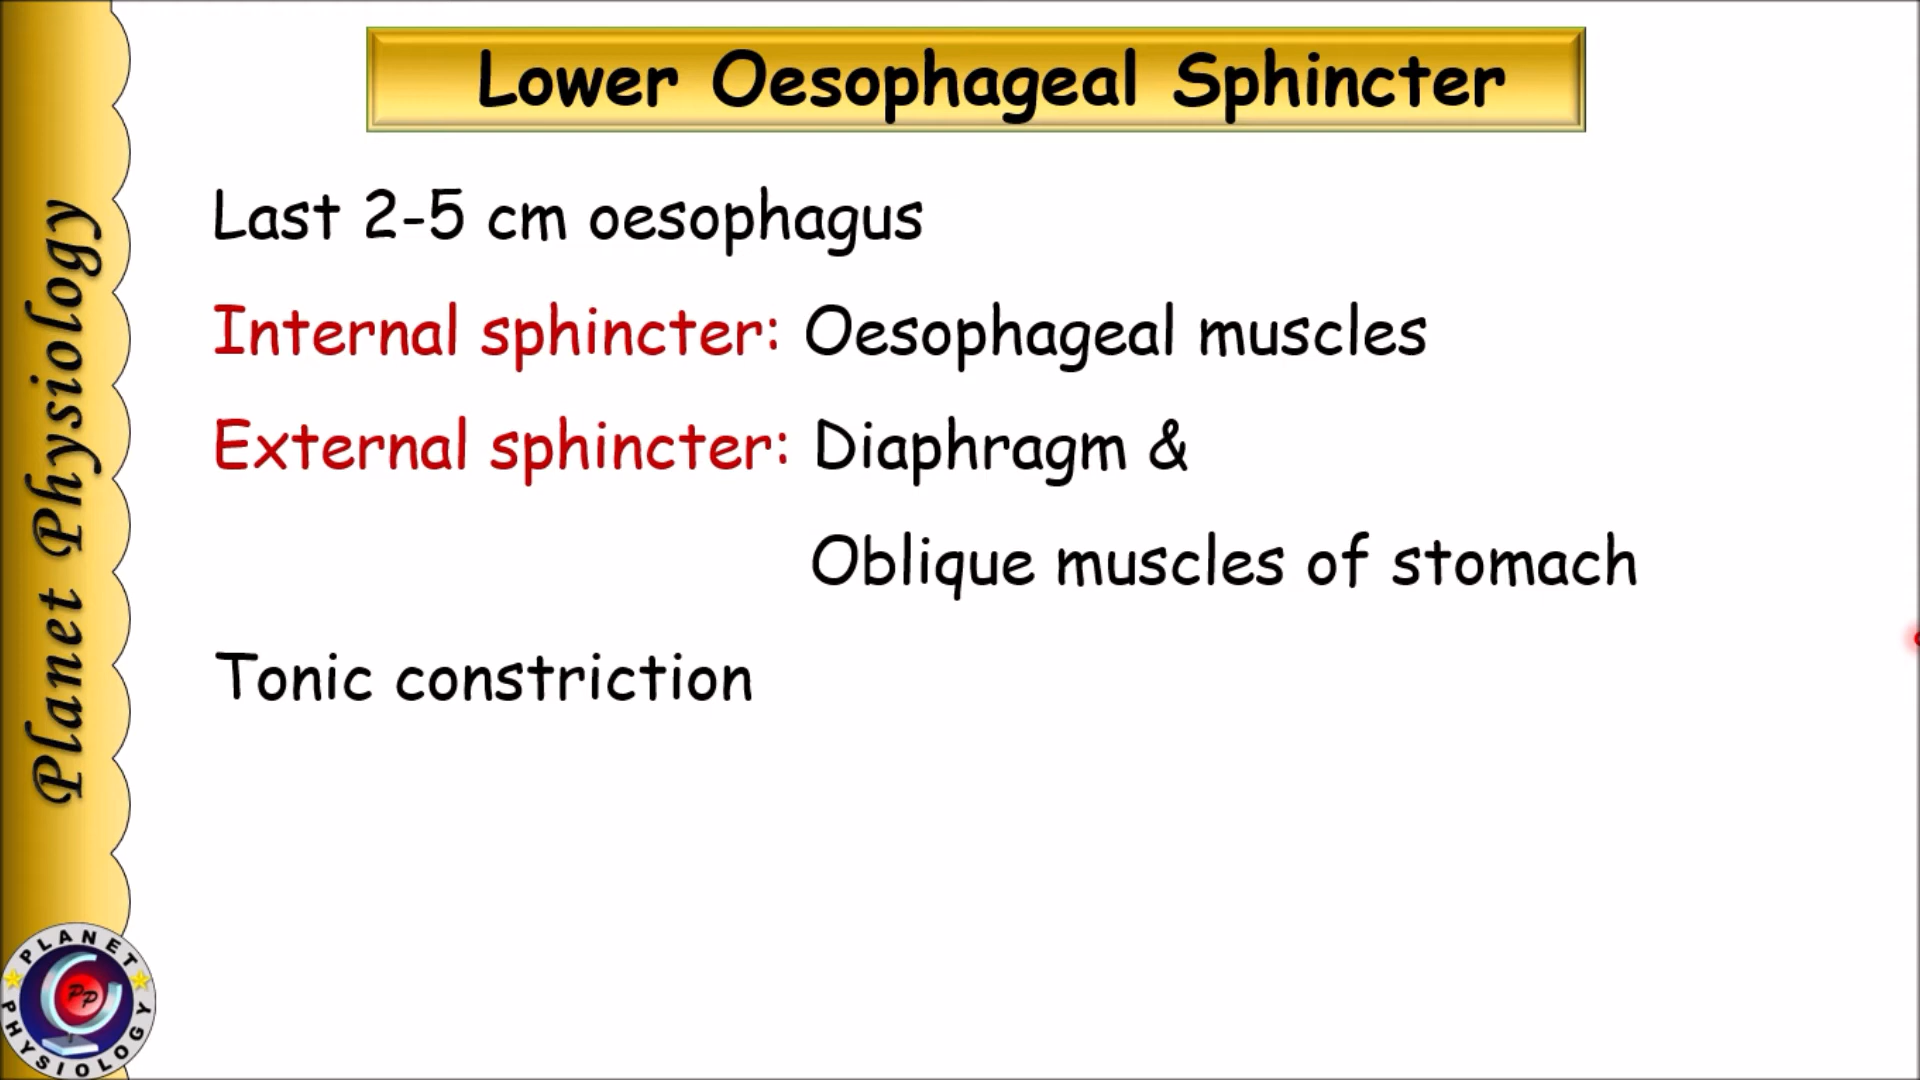 Lower Oesophageal Sphincter
Last 2-5 cm oesophagus
Internal sphincter: Oesophageal muscles
External sphincter: Diaphragm &
Oblique muscles of stomach
Tonic constriction
Planet Physiology
PLANET
PP
PHYSIOLOGY